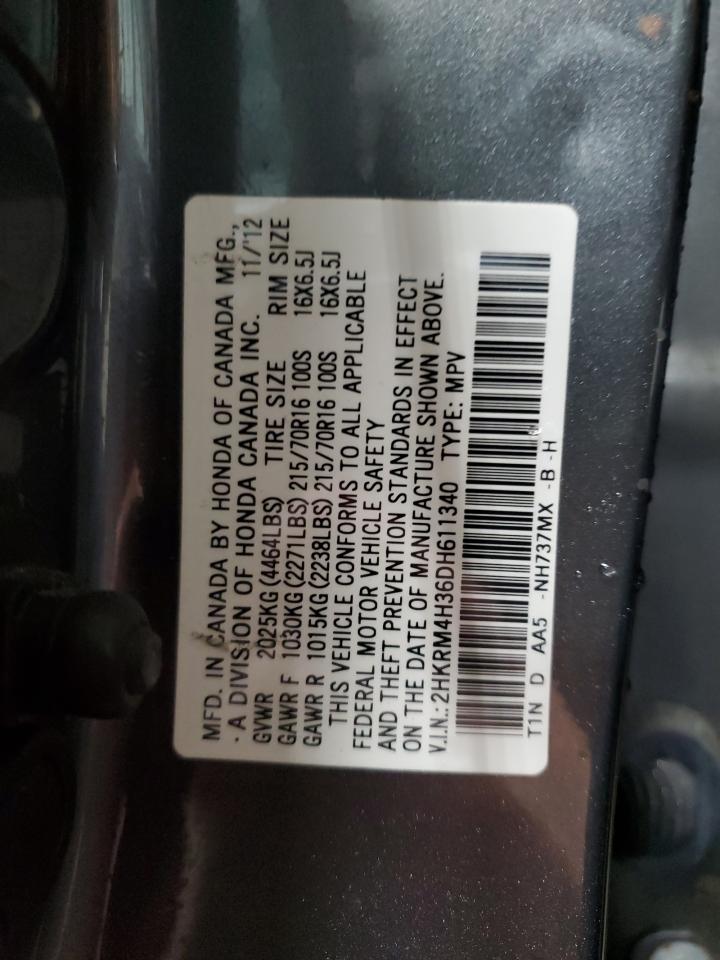 MFD. IN CANADA BY HONDA OF CANADA MFG.,
A DIVISION OF HONDA CANADA INC. 11/'12
GVWR 2025KG (4464LBS) TIRE SIZE RIM SIZE
GAWR F 1030KG (2271LBS) 215/70R16 100S 16X6.5J
GAWR R 1015KG (2238LBS) 215/70R16 100S 16X6.5J
THIS VEHICLE CONFORMS TO ALL APPLICABLE
FEDERAL MOTOR VEHICLE SAFETY
AND THEFT PREVENTION STANDARDS IN EFFECT
ON THE DATE OF MANUFACTURE SHOWN ABOVE.
V.I.N.: 2HKRM4H36DH611340 TYPE: MPV
T1N D AA5 -NH737MX -B -H